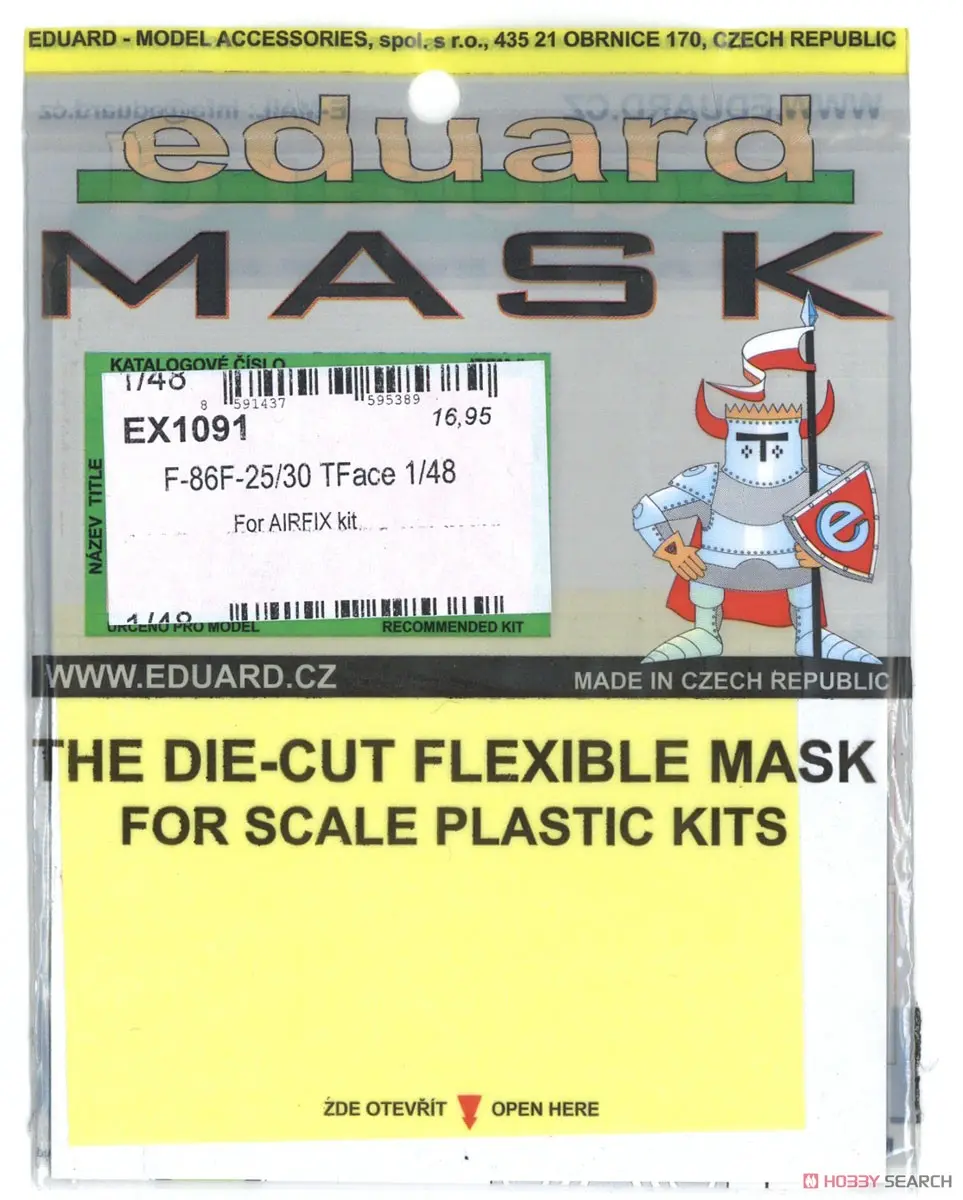 EDUARD - MODEL ACCESSORIES, spol. s r.o., 435 21 OBRNICE 170, CZECH REPUBLIC
eduard
MASK
KATALOGOVÉ ČÍSLO
1/48
8 591437 595389
EX1091
16,95
F-86F-25/30 TFace 1/48
For AIRFIX kit
NÁZEV TITLE
1/48
URČENO PRO MODEL RECOMMENDED KIT
e
WWW.EDUARD.CZ MADE IN CZECH REPUBLIC
THE DIE-CUT FLEXIBLE MASK
FOR SCALE PLASTIC KITS
ŽDE OTEVŘÍT OPEN HERE
HOBBY SEARCH